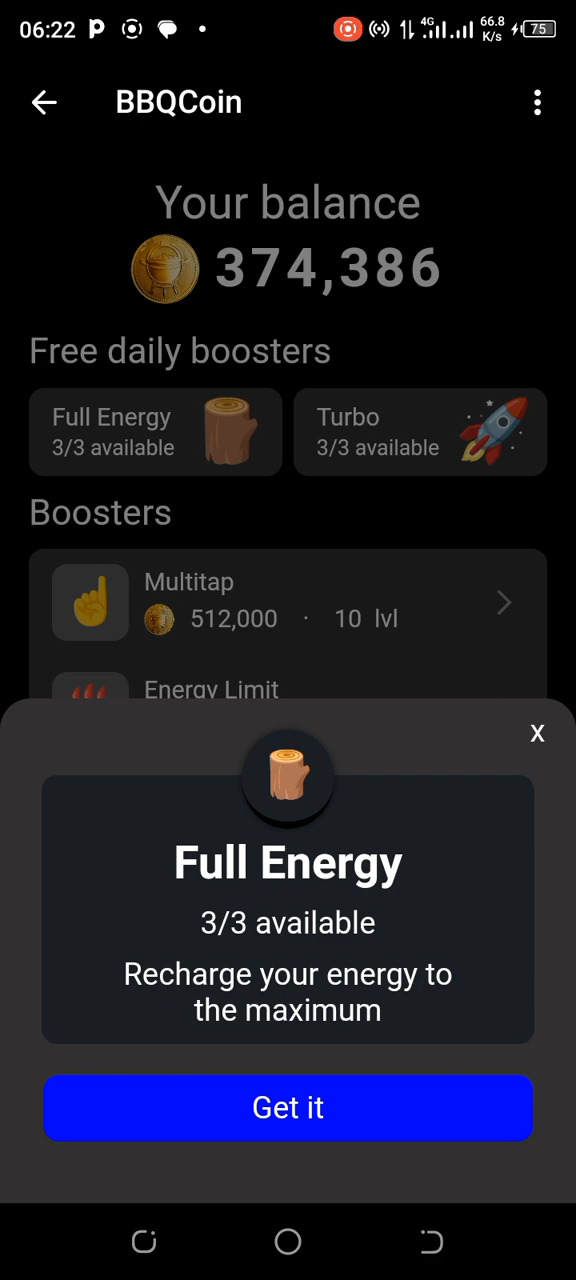 06:22
4G 66.8 K/s 75
BBQCoin
Your balance
374,386
Free daily boosters
Full Energy
3/3 available
Turbo
3/3 available
Boosters
Multitap
512,000 · 10 lvl
Energy Limit
X
Full Energy
3/3 available
Recharge your energy to
the maximum
Get it